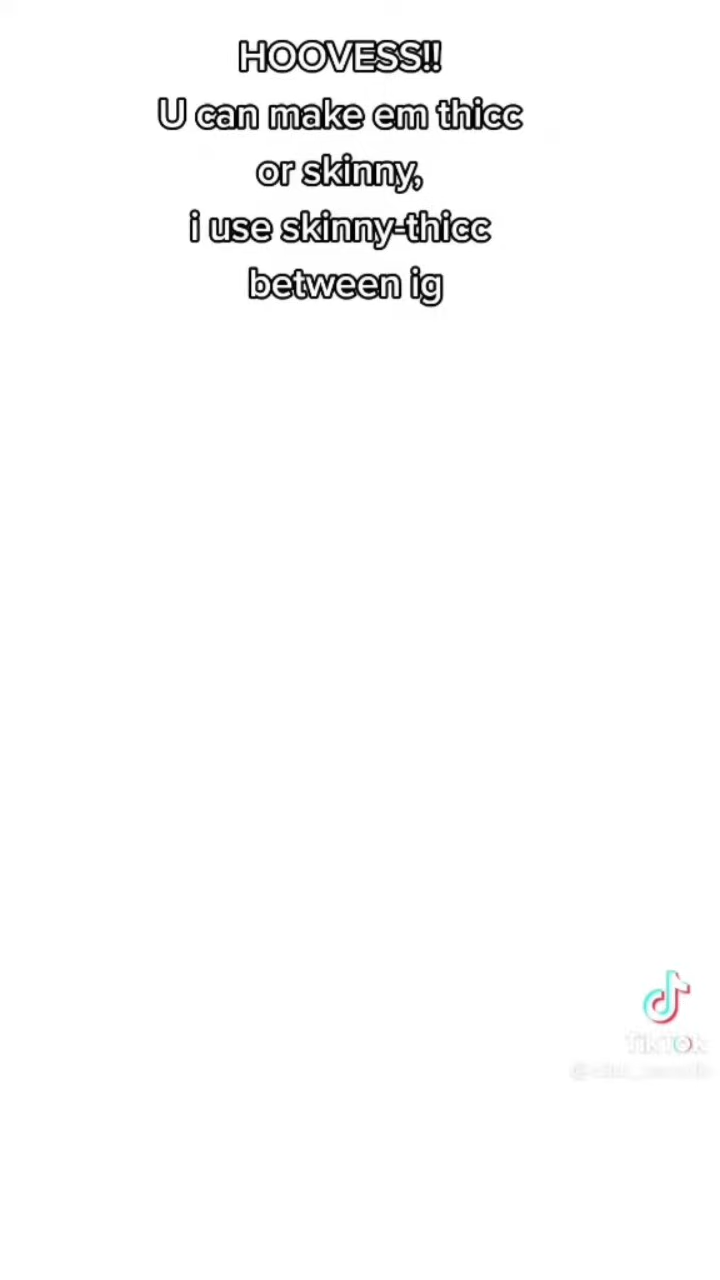 HOOVESS!!
U can make em thicc
or skinny,
i use skinny-thicc
between ig
TikTok